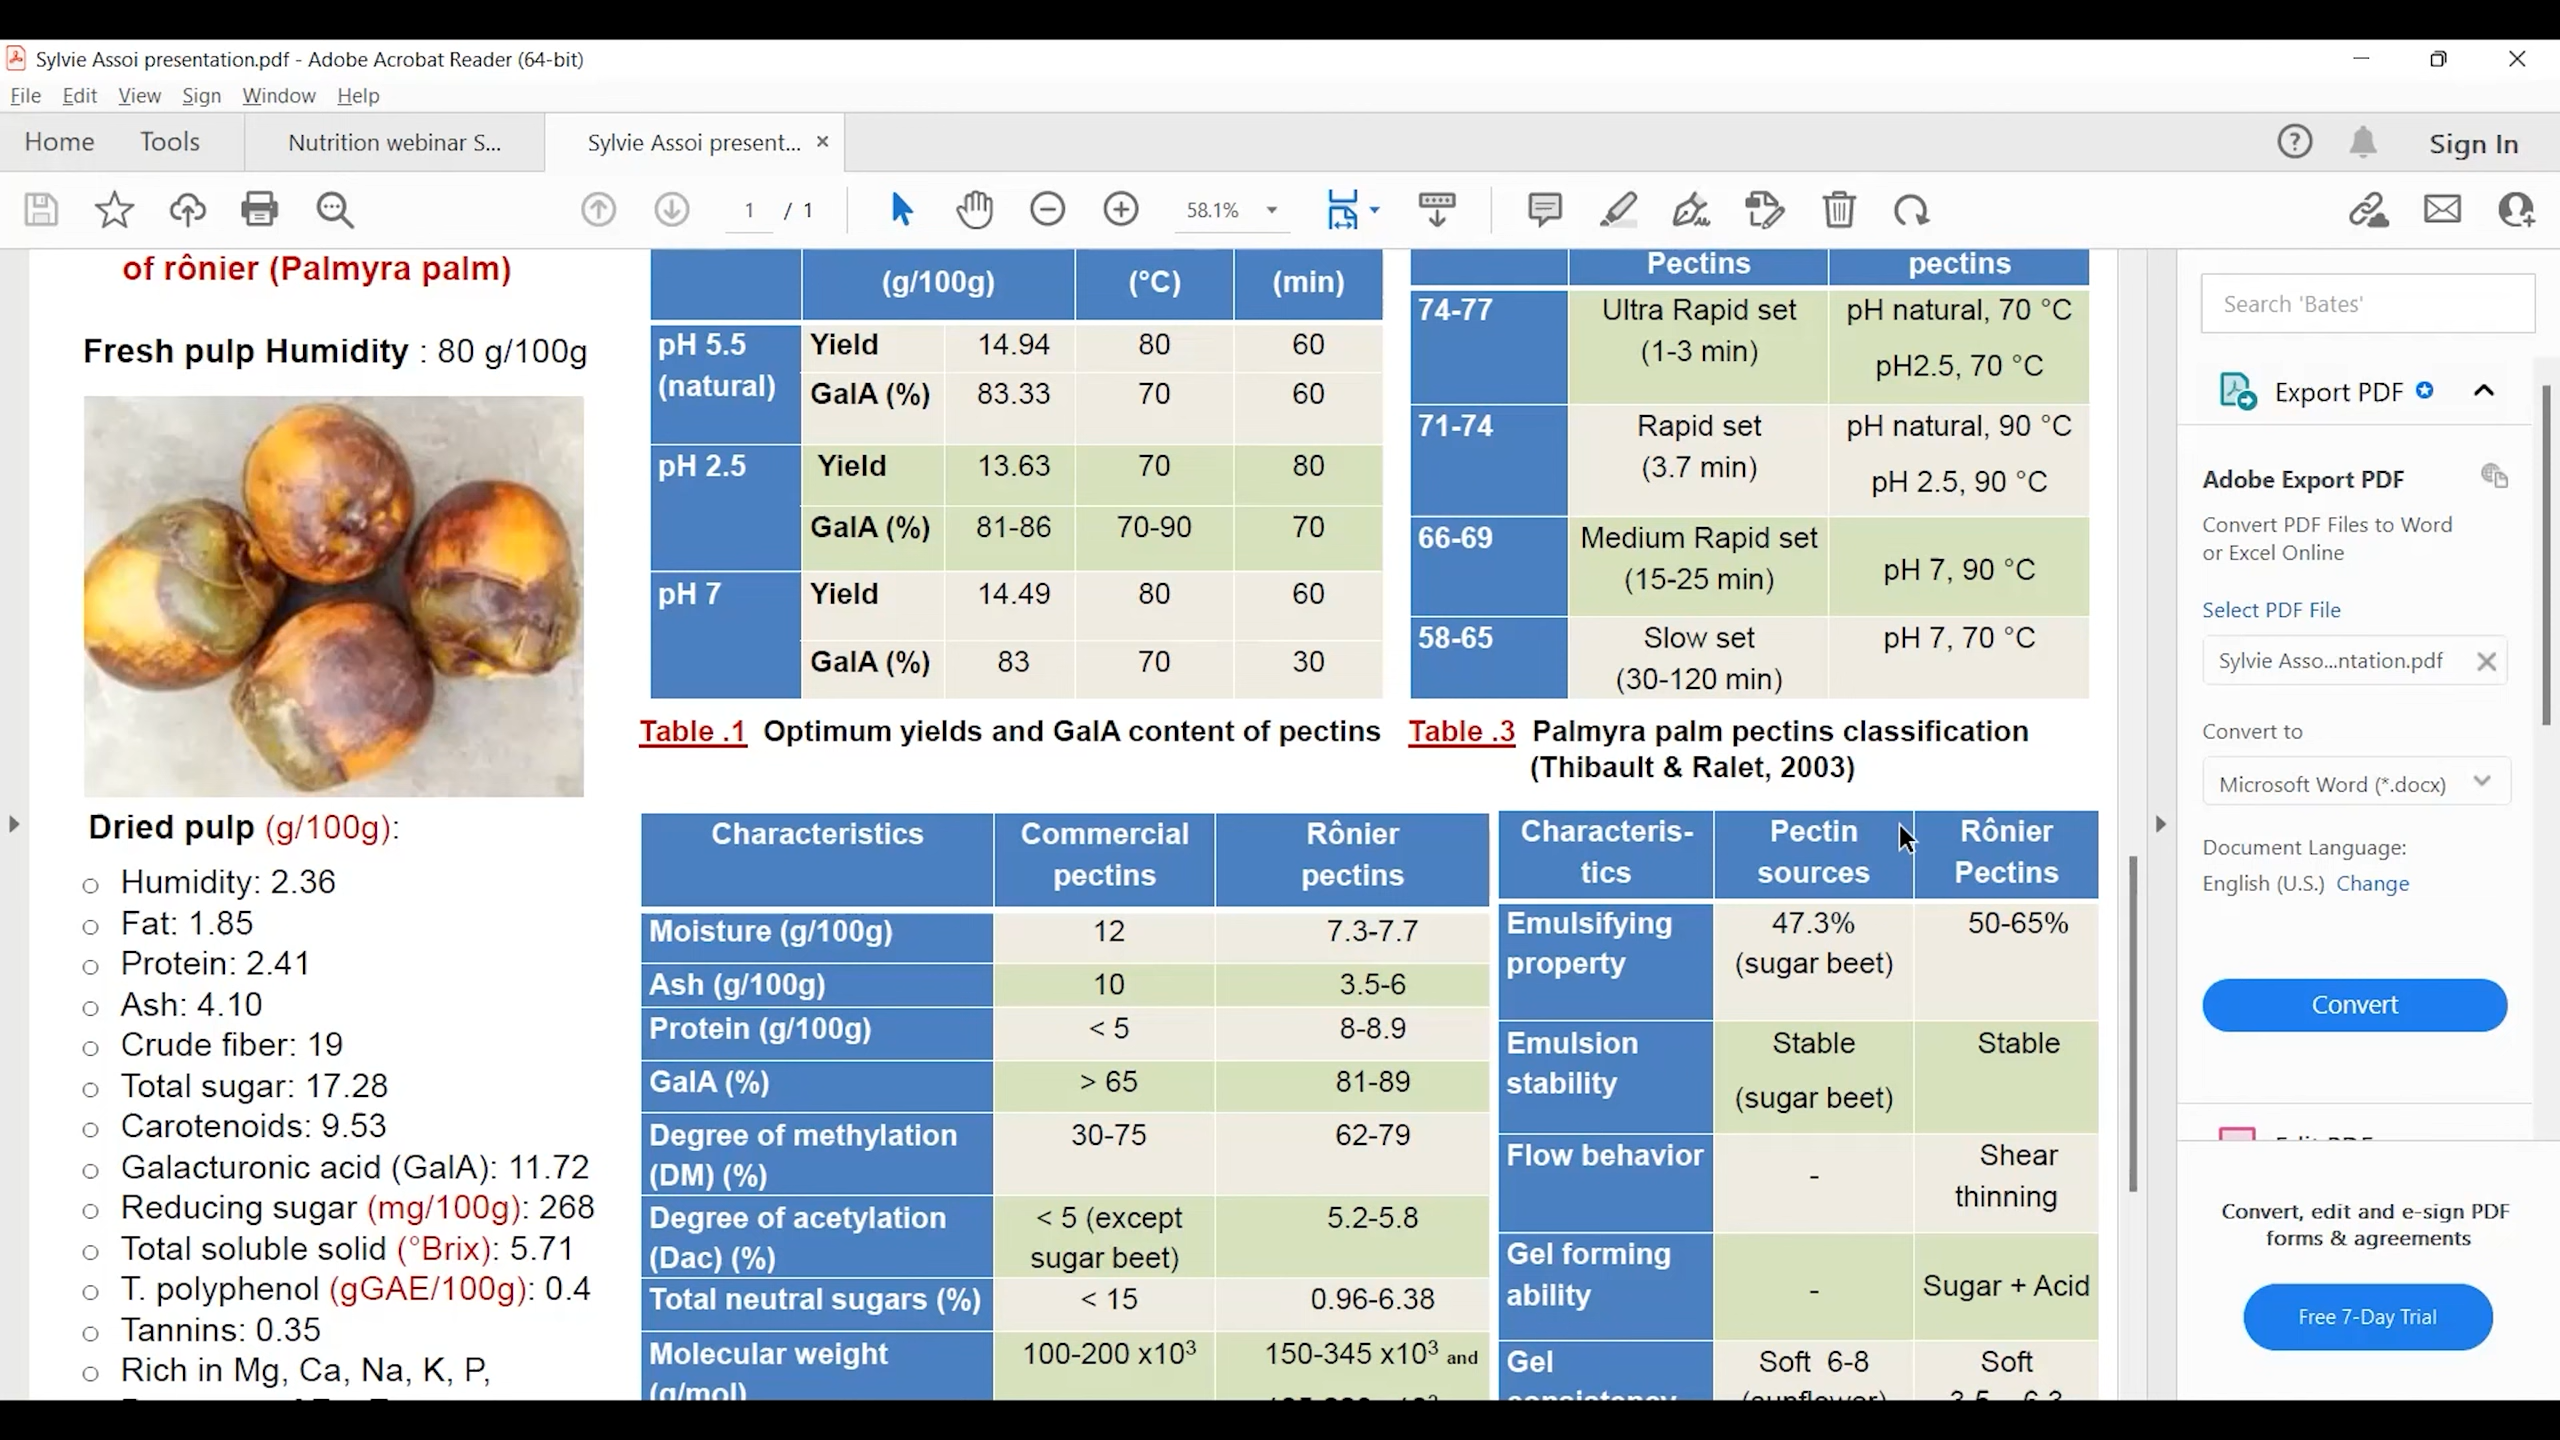 Sylvie Assoi presentation.pdf - Adobe Acrobat Reader (64-bit)
File Edit View Sign Window Help
Home Tools Nutrition webinar S... Sylvie Assoi present... ×
Sign In
1 / 1
58.1%
of rônier (Palmyra palm)
Fresh pulp Humidity : 80 g/100g
Dried pulp (g/100g):
Humidity: 2.36
Fat: 1.85
Protein: 2.41
Ash: 4.10
Crude fiber: 19
Total sugar: 17.28
Carotenoids: 9.53
Galacturonic acid (GalA): 11.72
Reducing sugar (mg/100g): 268
Total soluble solid (°Brix): 5.71
T. polyphenol (gGAE/100g): 0.4
Tannins: 0.35
Rich in Mg, Ca, Na, K, P,
(g/100g) (°C) (min)
pH 5.5 Yield 14.94 80 60
(natural) GalA (%) 83.33 70 60
pH 2.5 Yield 13.63 70 80
GalA (%) 81-86 70-90 70
pH 7 Yield 14.49 80 60
GalA (%) 83 70 30
Table .1 Optimum yields and GalA content of pectins
Pectins pectins
74-77 Ultra Rapid set pH natural, 70 °C
(1-3 min) pH2.5, 70 °C
71-74 Rapid set pH natural, 90 °C
(3.7 min) pH 2.5, 90 °C
66-69 Medium Rapid set
(15-25 min) pH 7, 90 °C
58-65 Slow set pH 7, 70 °C
(30-120 min)
Table .3 Palmyra palm pectins classification
(Thibault & Ralet, 2003)
Characteristics Commercial Rônier
pectins pectins
Moisture (g/100g) 12 7.3-7.7
Ash (g/100g) 10 3.5-6
Protein (g/100g) < 5 8-8.9
GalA (%) > 65 81-89
Degree of methylation 30-75 62-79
(DM) (%)
Degree of acetylation < 5 (except 5.2-5.8
(Dac) (%) sugar beet)
Total neutral sugars (%) < 15 0.96-6.38
Molecular weight 100-200 x10³ 150-345 x10³ and
(g/mol)
Characteris- Pectin Rônier
tics sources Pectins
Emulsifying 47.3% 50-65%
property (sugar beet)
Emulsion Stable Stable
stability (sugar beet)
Flow behavior - Shear
thinning
Gel forming
ability - Sugar + Acid
Gel Soft 6-8 Soft
consistency (sunflower)
Search 'Bates'
Export PDF
Adobe Export PDF
Convert PDF Files to Word
or Excel Online
Select PDF File
Sylvie Asso...ntation.pdf
Convert to
Microsoft Word (*.docx)
Document Language:
English (U.S.) Change
Convert
Convert, edit and e-sign PDF
forms & agreements
Free 7-Day Trial